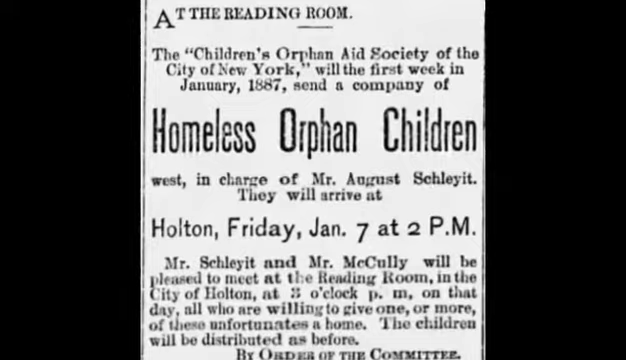 AT THE READING ROOM.
The "Children's Orphan Aid Society of the
City of New York," will the first week in
January, 1887, send a company of
Homeless Orphan Children
west, in charge of Mr. August Schleyit.
They will arrive at
Holton, Friday, Jan. 7 at 2 P.M.
Mr. Schleyit and Mr. McCully will be
pleased to meet at the Reading Room, in the
City of Holton, at 3 o'clock p. m, on that
day, all who are willing to give one, or more,
of these unfortunates a home. The children
will be distributed as before.
BY ORDER OF THE COMMITTEE.